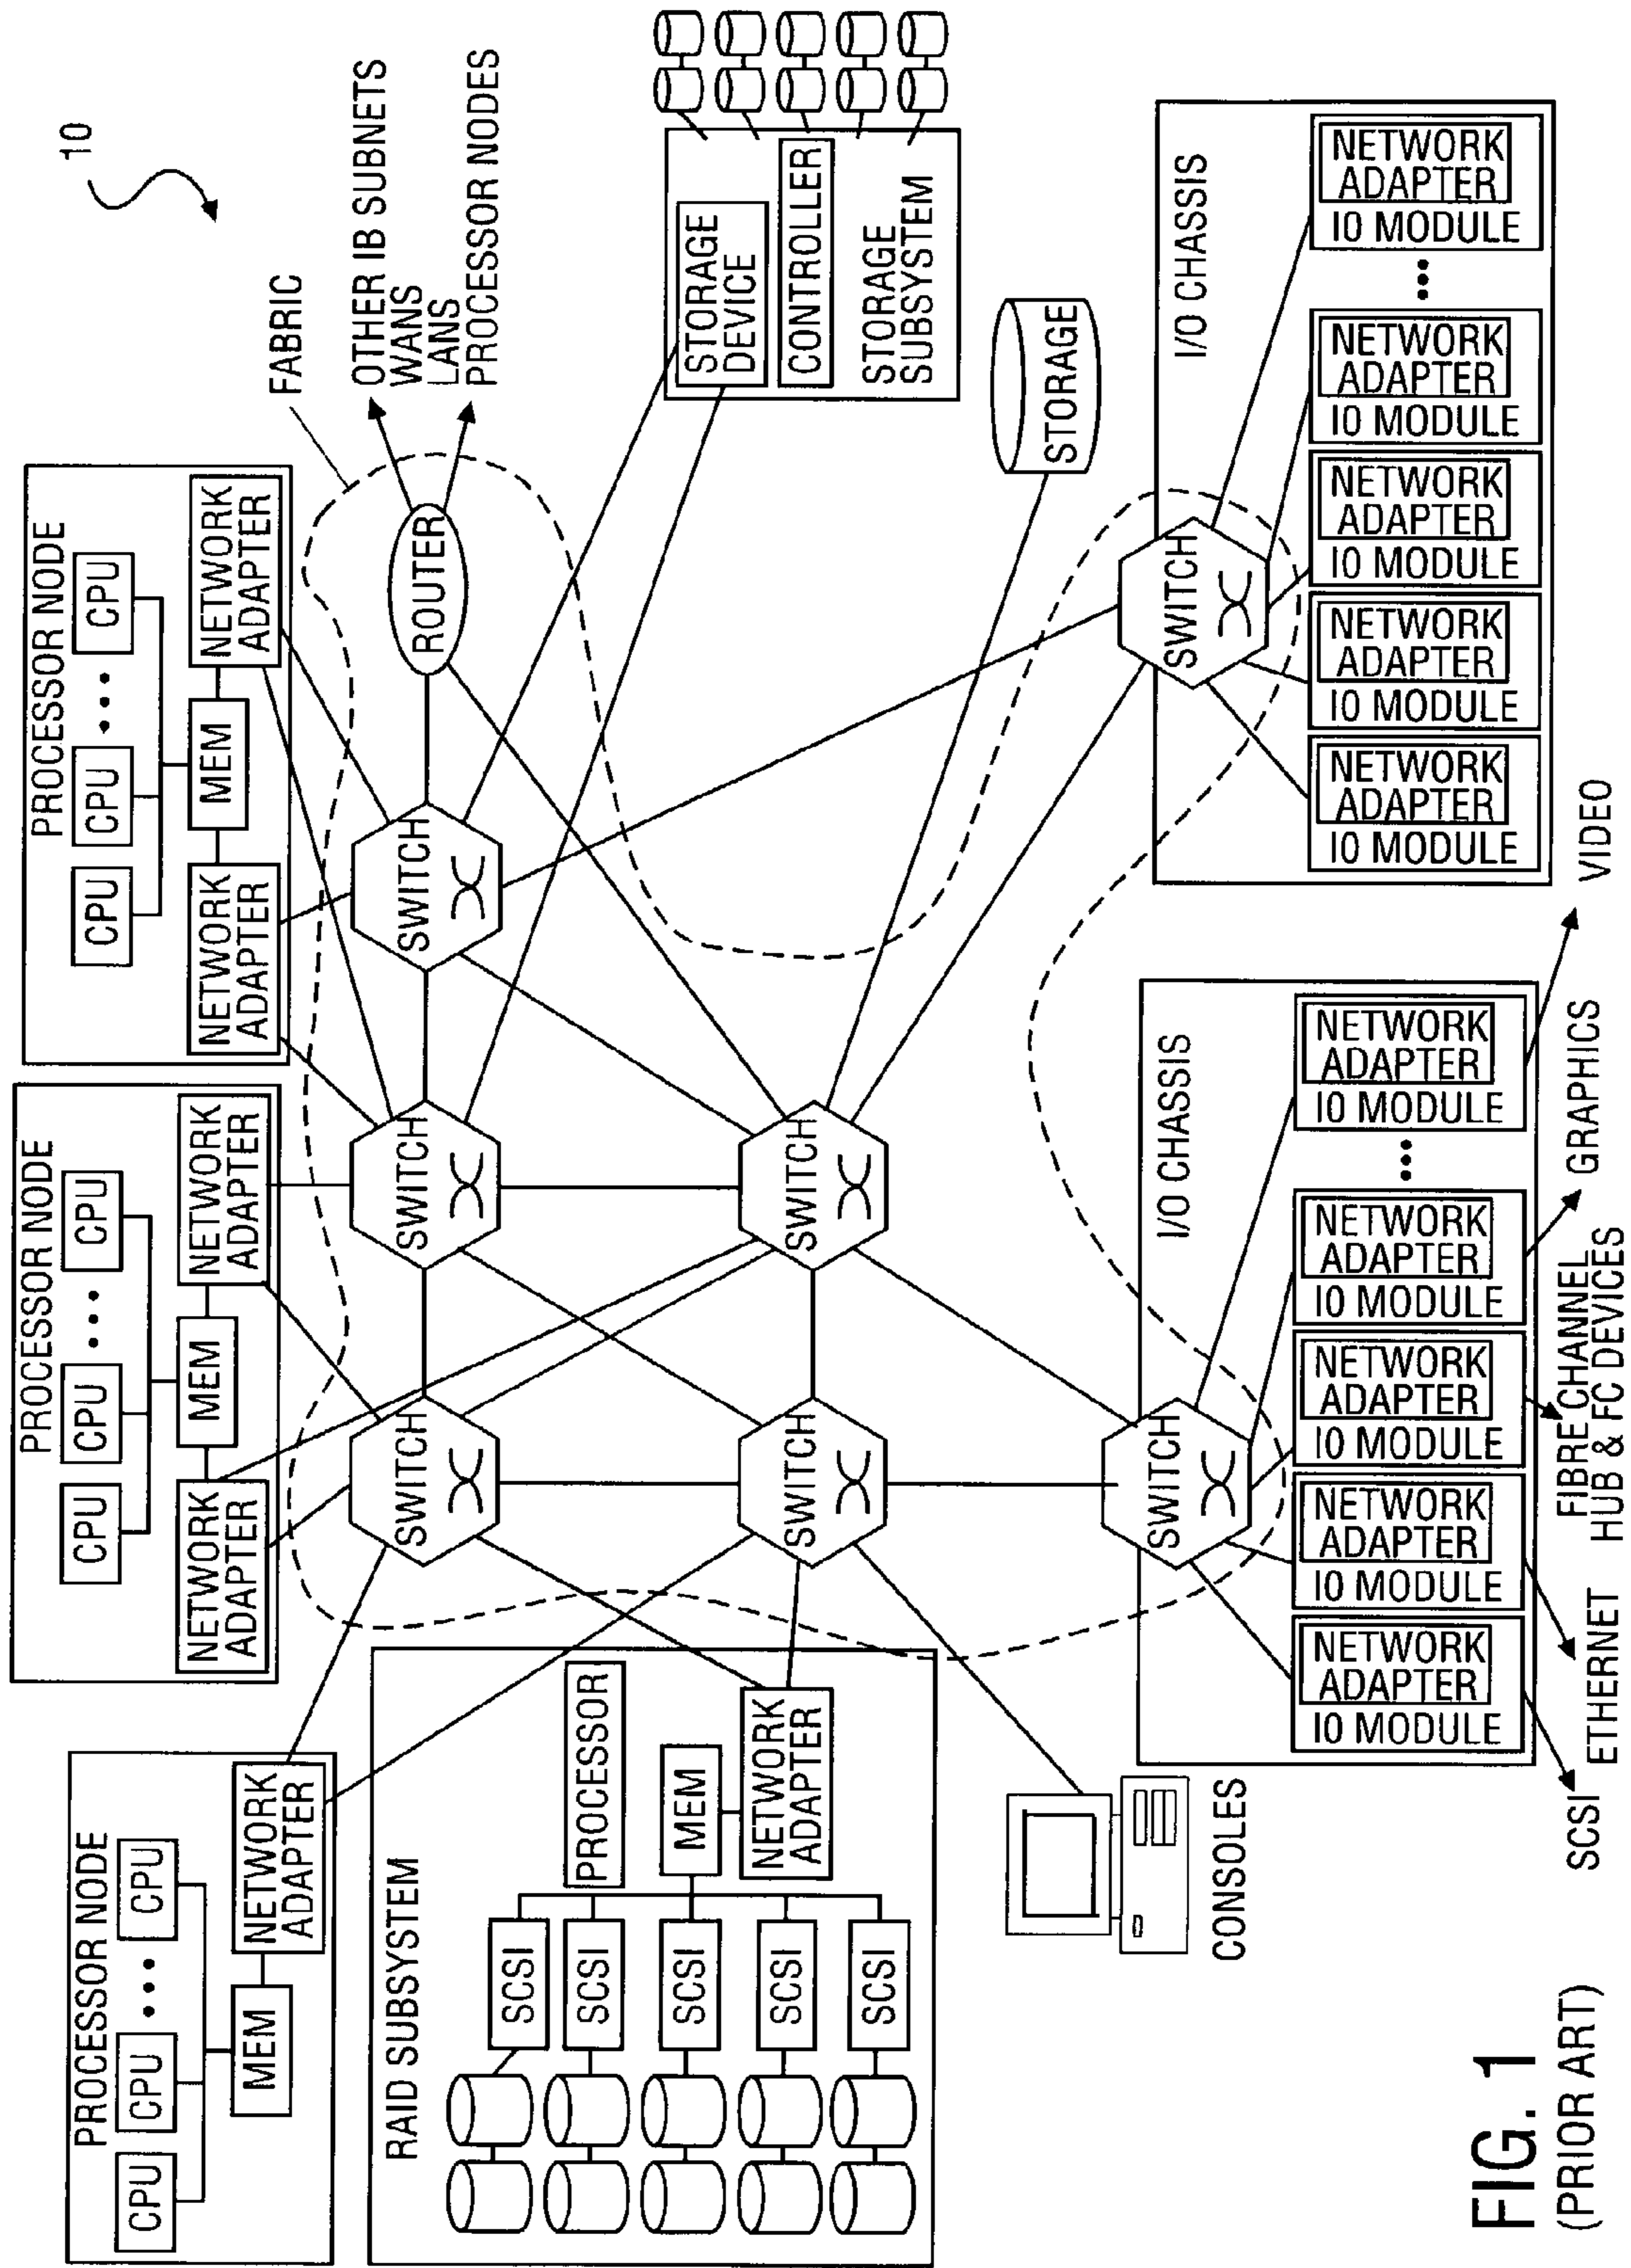 10
PROCESSOR NODE
CPU
CPU
•••
CPU
MEM
NETWORK
ADAPTER
PROCESSOR NODE
CPU
CPU
•••
CPU
NETWORK
ADAPTER
MEM
NETWORK
ADAPTER
PROCESSOR NODE
CPU
CPU
•••
CPU
NETWORK
ADAPTER
MEM
NETWORK
ADAPTER
FABRIC
OTHER IB SUBNETS
WANS
LANS
PROCESSOR NODES
SWITCH
SWITCH
SWITCH
ROUTER
RAID SUBSYSTEM
SCSI
SCSI
SCSI
SCSI
SCSI
PROCESSOR
MEM
NETWORK
ADAPTER
SWITCH
SWITCH
STORAGE
DEVICE
CONTROLLER
STORAGE
SUBSYSTEM
STORAGE
CONSOLES
I/O CHASSIS
SWITCH
NETWORK
ADAPTER
IO MODULE
NETWORK
ADAPTER
IO MODULE
NETWORK
ADAPTER
IO MODULE
NETWORK
ADAPTER
IO MODULE
•••
NETWORK
ADAPTER
IO MODULE
SCSI
ETHERNET
FIBRE CHANNEL
HUB & FC DEVICES
GRAPHICS
VIDEO
I/O CHASSIS
SWITCH
NETWORK
ADAPTER
IO MODULE
NETWORK
ADAPTER
IO MODULE
NETWORK
ADAPTER
IO MODULE
NETWORK
ADAPTER
IO MODULE
•••
NETWORK
ADAPTER
IO MODULE
FIG. 1
(PRIOR ART)